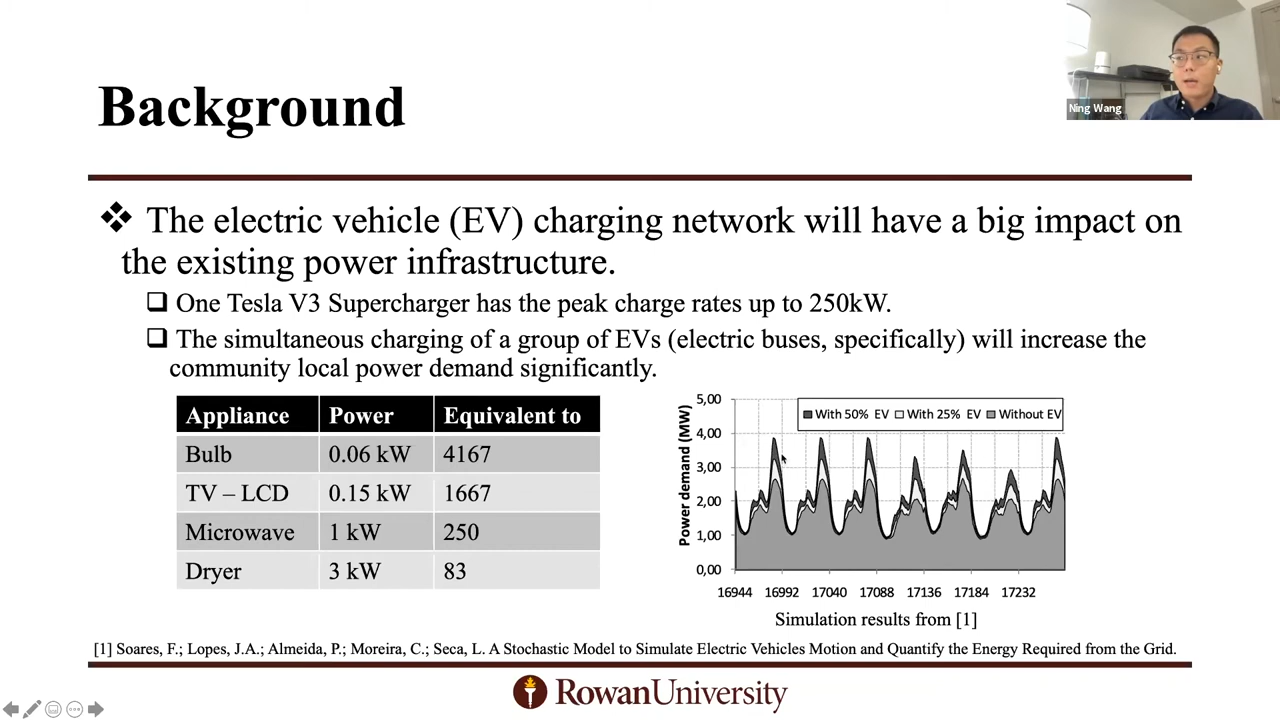 Ning Wang
Background
❖ The electric vehicle (EV) charging network will have a big impact on
the existing power infrastructure.
❑ One Tesla V3 Supercharger has the peak charge rates up to 250kW.
❑ The simultaneous charging of a group of EVs (electric buses, specifically) will increase the
community local power demand significantly.
Appliance Power Equivalent to
Bulb 0.06 kW 4167
TV – LCD 0.15 kW 1667
Microwave 1 kW 250
Dryer 3 kW 83
Power demand (MW)
5,00
4,00
3,00
2,00
1,00
0,00
With 50% EV With 25% EV Without EV
16944 16992 17040 17088 17136 17184 17232
Simulation results from [1]
[1] Soares, F.; Lopes, J.A.; Almeida, P.; Moreira, C.; Seca, L. A Stochastic Model to Simulate Electric Vehicles Motion and Quantify the Energy Required from the Grid.
RowanUniversity